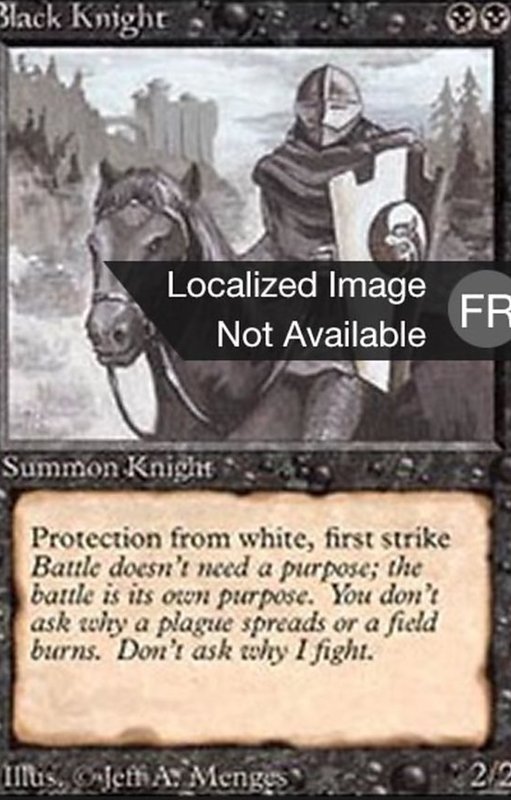 Black Knight
Localized Image
Not Available
FR
Summon Knight
Protection from white, first strike
Battle doesn't need a purpose; the
battle is its own purpose. You don't
ask why a plague spreads or a field
burns. Don't ask why I fight.
Illus. © Jeff A. Menges
2/2